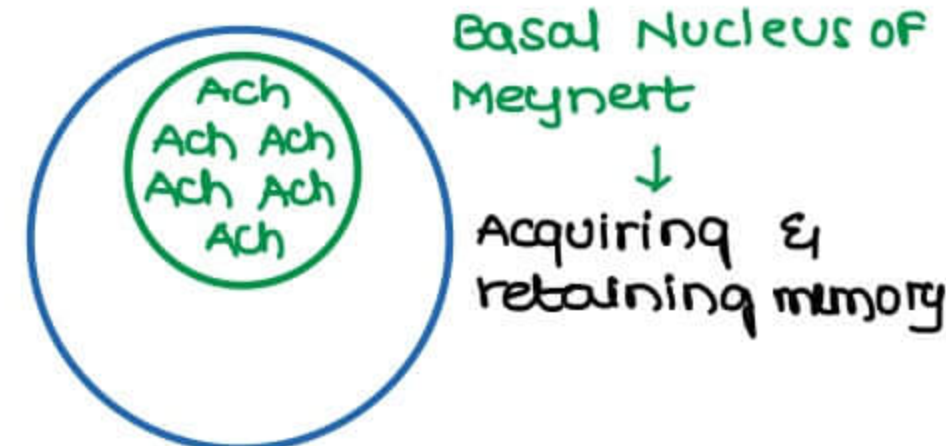 Ach
Ach Ach
Ach Ach
Ach
Basal Nucleus of
Meynert
↓
Acquiring &
retaining memory